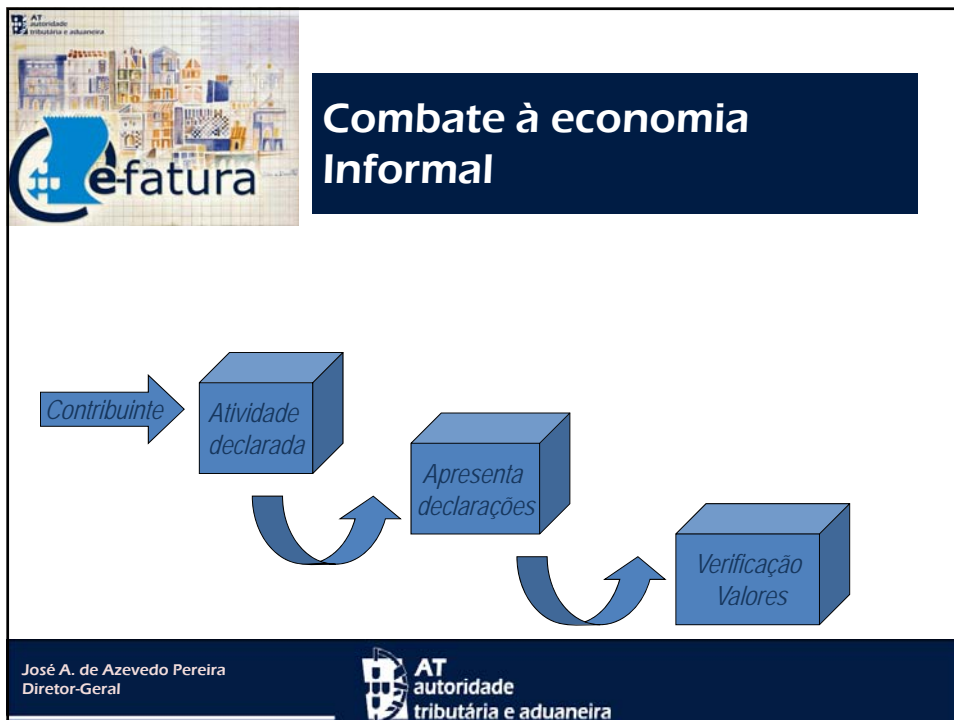 AT
autoridade
tributária e aduaneira
e-fatura
Combate à economia
Informal
Contribuinte
Atividade
declarada
Apresenta
declarações
Verificação
Valores
José A. de Azevedo Pereira
Diretor-Geral
AT
autoridade
tributária e aduaneira